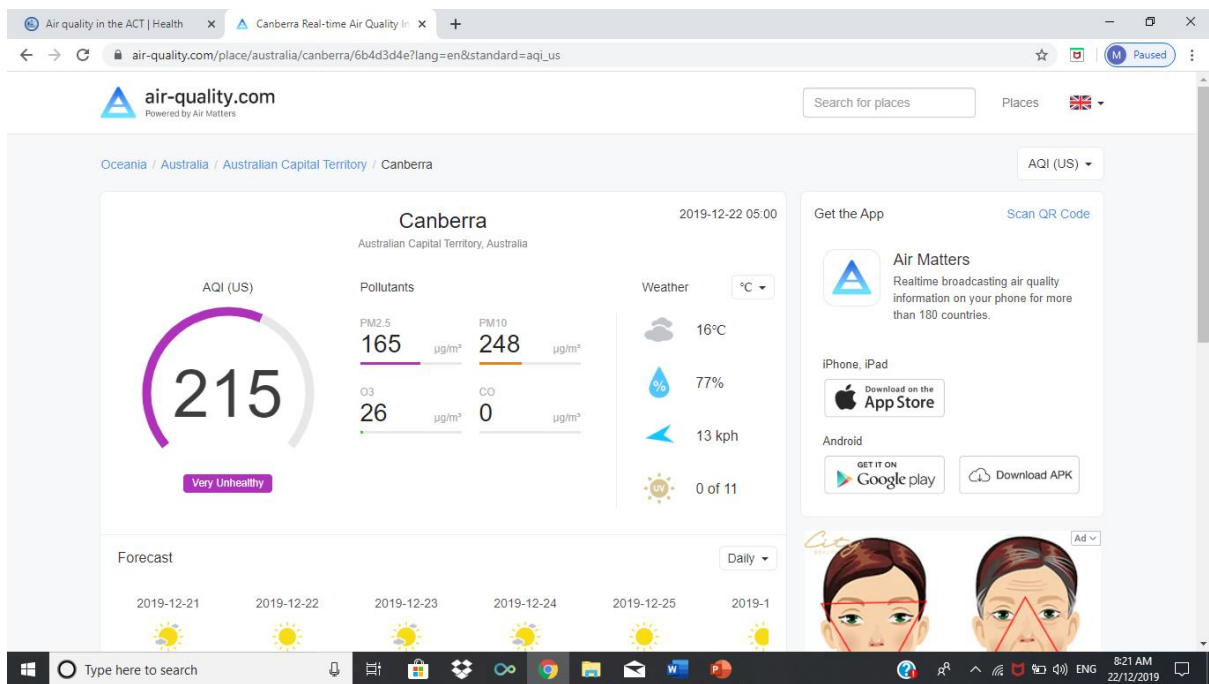 Air quality in the ACT | Health
Canberra Real-time Air Quality In
air-quality.com/place/australia/canberra/6b4d3d4e?lang=en&standard=aqi_us
M Paused
air-quality.com
Powered by Air Matters
Search for places
Places
Oceania / Australia / Australian Capital Territory / Canberra
AQI (US)
Canberra
2019-12-22 05:00
Australian Capital Territory, Australia
AQI (US)
215
Very Unhealthy
Pollutants
PM2.5
165 µg/m³
PM10
248 µg/m³
O3
26 µg/m³
CO
0 µg/m³
Weather
°C
16°C
%
77%
13 kph
UV
0 of 11
Get the App
Scan QR Code
Air Matters
Realtime broadcasting air quality
information on your phone for more
than 180 countries.
iPhone, iPad
Download on the
App Store
Android
GET IT ON
Google play
Download APK
Forecast
Daily
2019-12-21 2019-12-22 2019-12-23 2019-12-24 2019-12-25 2019-1
City
Ad
Type here to search
ENG
8:21 AM
22/12/2019